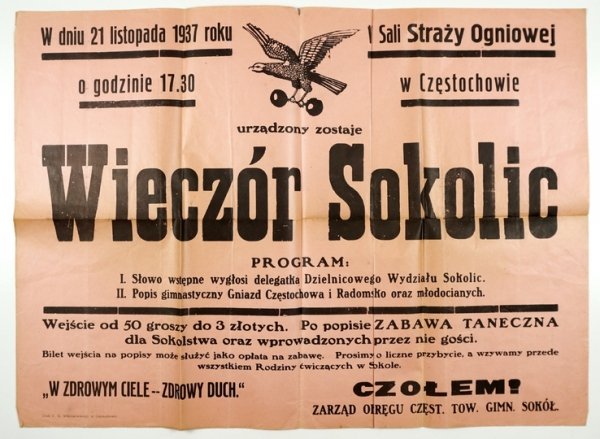 W dniu 21 listopada 1937 roku
W Sali Straży Ogniowej
o godzinie 17.30
w Częstochowie
urządzony zostaje
Wieczór Sokolic
PROGRAM:
I. Słowo wstępne wygłosi delegatka Dzielnicowego Wydziału Sokolic.
II. Popis gimnastyczny Gniazd Częstochowa i Radomsko oraz młodocianych.
Wejście od 50 groszy do 3 złotych. Po popisie ZABAWA TANECZNA
dla Sokolstwa oraz wprowadzonych przez nie gości.
Bilet wejścia na popisy może służyć jako opłata na zabawę. Prosimy o liczne przybycie, a wzywamy przede
wszystkiem Rodziny ćwiczących w Sokole.
„W ZDROWYM CIELE -- ZDROWY DUCH."
CZOŁEM!
ZARZĄD OKRĘGU CZĘST. TOW. GIMN. SOKÓŁ.